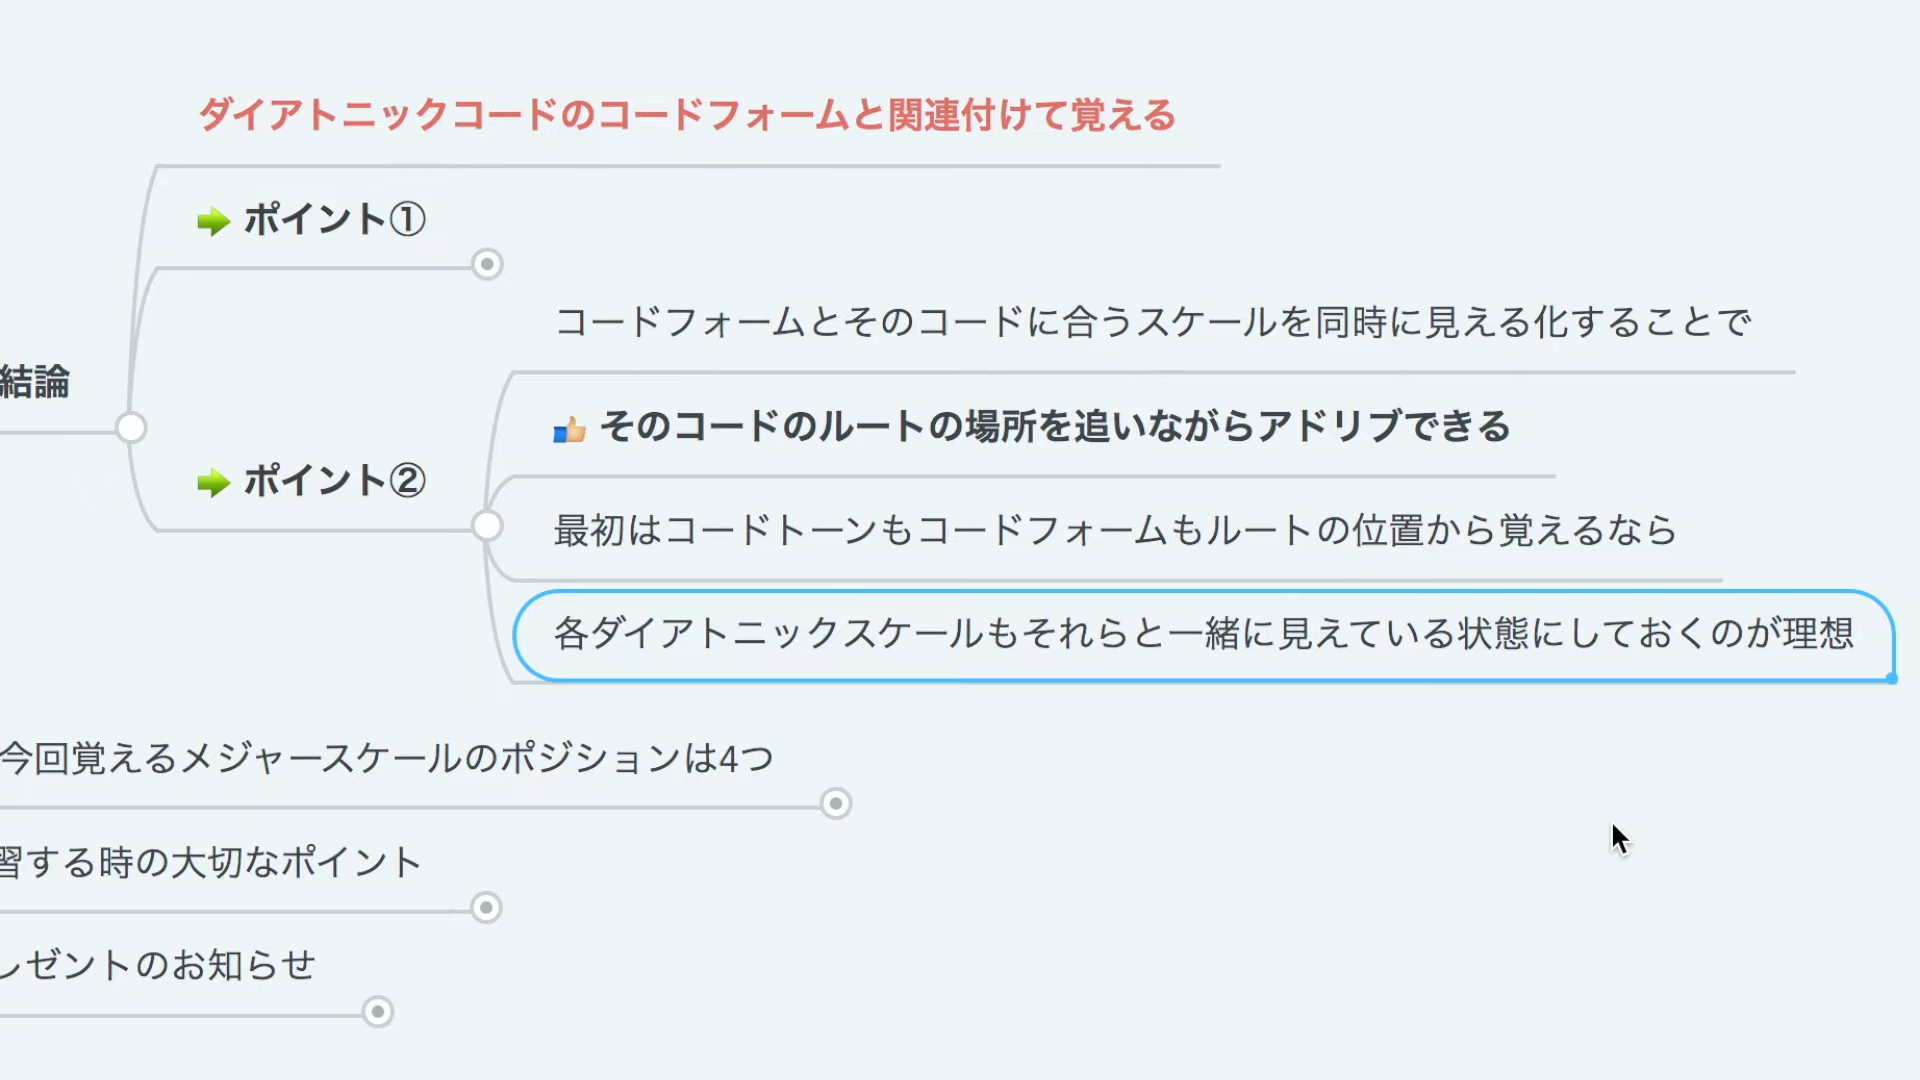 ダイアトニックコードのコードフォームと関連付けて覚える
ポイント①
結論
ポイント②
コードフォームとそのコードに合うスケールを同時に見える化することで
そのコードのルートの場所を追いながらアドリブできる
最初はコードトーンもコードフォームもルートの位置から覚えるなら
各ダイアトニックスケールもそれらと一緒に見えている状態にしておくのが理想
今回覚えるメジャースケールのポジションは4つ
習する時の大切なポイント
レゼントのお知らせ